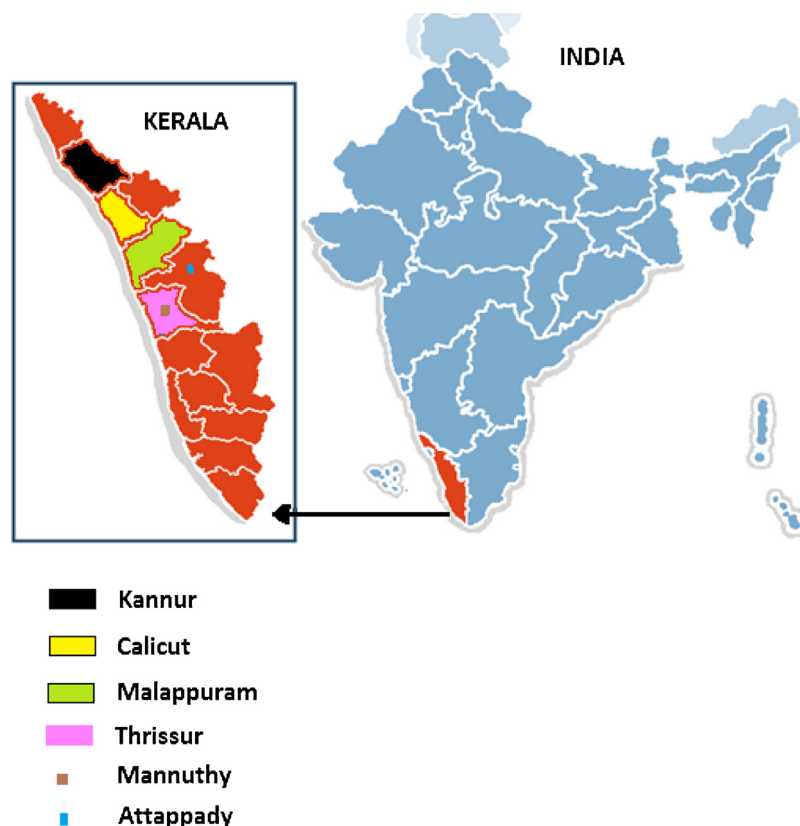 INDIA
KERALA
Kannur
Calicut
Malappuram
Thrissur
Mannuthy
Attappady